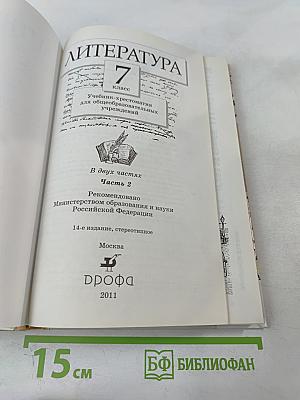 ЛИТЕРАТУРА
7
класс
Учебник-хрестоматия
для общеобразовательных
учреждений
В двух частях
Часть 2
Рекомендовано
Министерством образования и науки
Российской Федерации
14-е издание, стереотипное
Москва
дрофа
2011
15 см
БФ БИБЛИОФАН